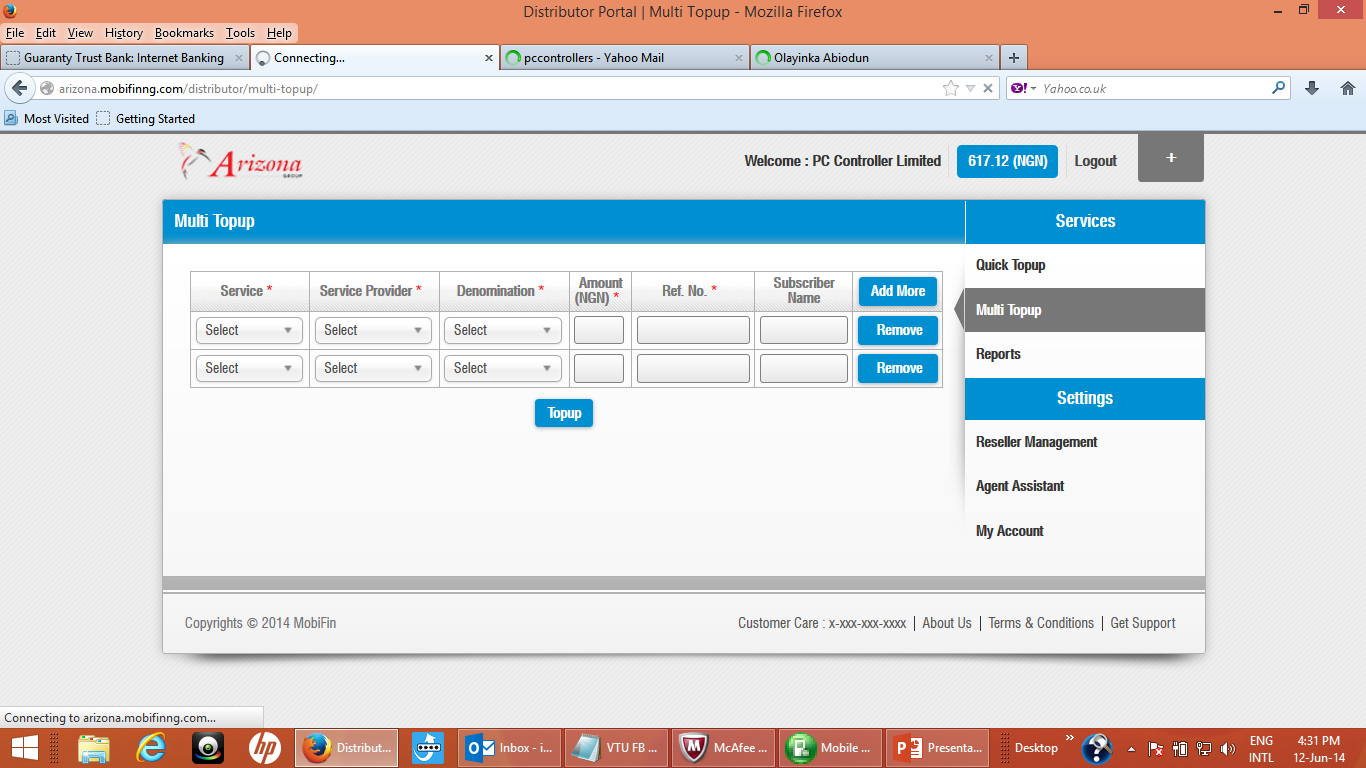 Distributor Portal | Multi Topup - Mozilla Firefox
File Edit View History Bookmarks Tools Help
Guaranty Trust Bank: Internet Banking Connecting... pccontrollers - Yahoo Mail Olayinka Abiodun
arizona.mobifinng.com/distributor/multi-topup/ Yahoo.co.uk
Most Visited Getting Started
Arizona
GROUP
Welcome : PC Controller Limited 617.12 (NGN) Logout +
Multi Topup Services
Quick Topup
Multi Topup
Reports
Settings
Reseller Management
Agent Assistant
My Account
Service * Service Provider * Denomination * Amount (NGN) * Ref. No. * Subscriber Name Add More
Select Select Select Remove
Select Select Select Remove
Topup
Copyrights © 2014 MobiFin Customer Care : x-xxx-xxx-xxxx | About Us | Terms & Conditions | Get Support
Connecting to arizona.mobifinng.com...
Distribut... Inbox - i... VTU FB ... McAfee ... Mobile ... Presenta... Desktop » ENG 4:31 PM
INTL 12-Jun-14